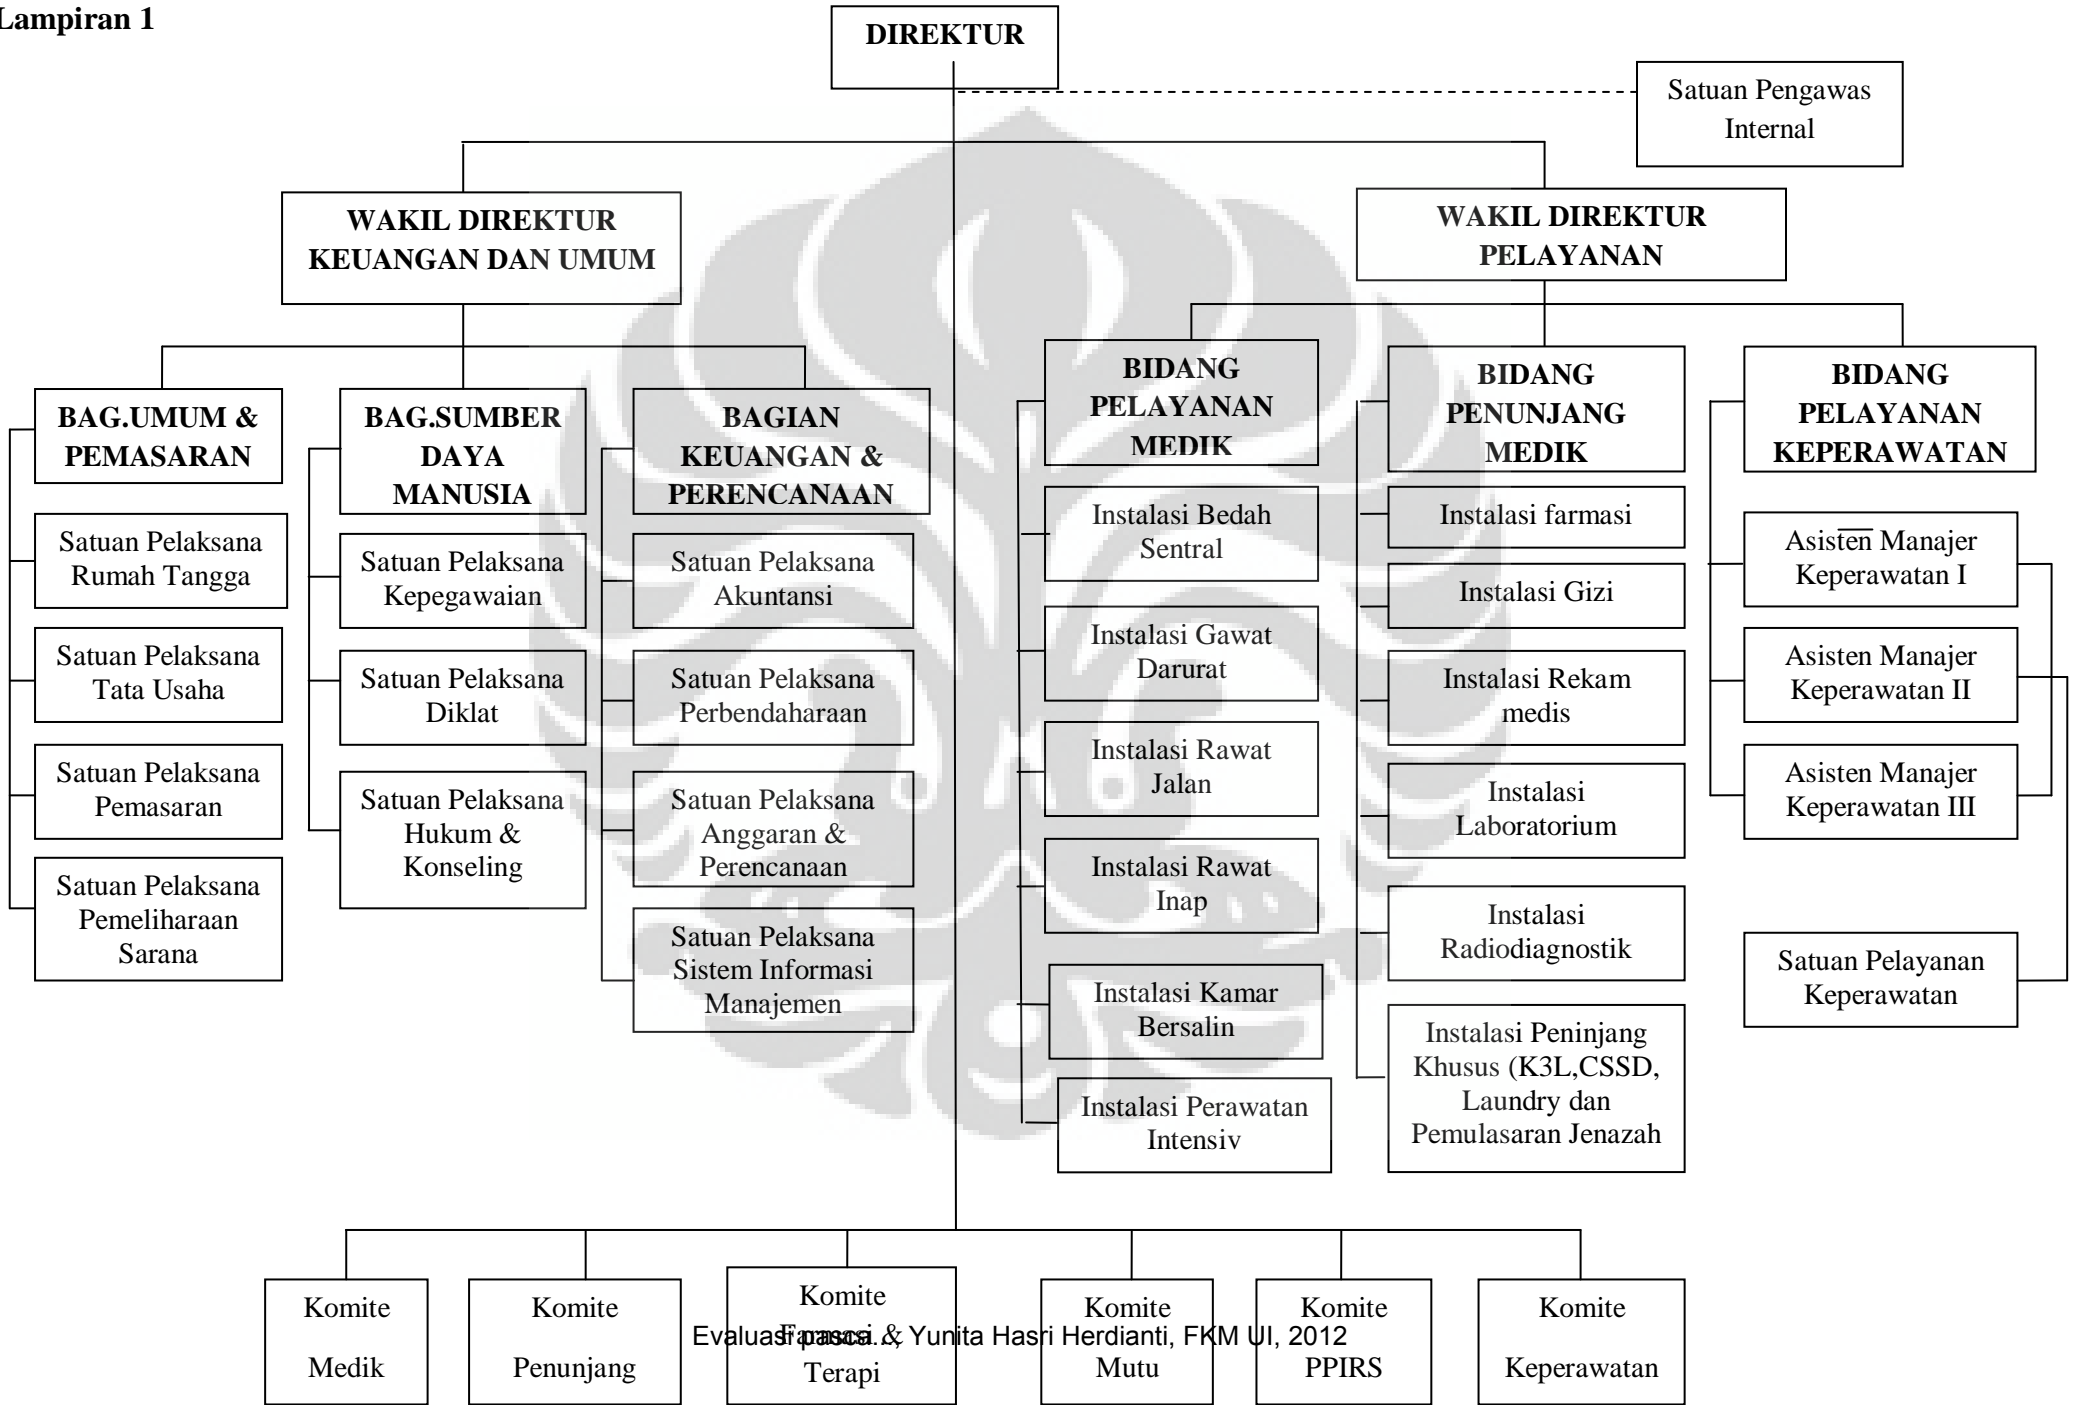 Lampiran 1
DIREKTUR
Satuan Pengawas
Internal
WAKIL DIREKTUR
KEUANGAN DAN UMUM
WAKIL DIREKTUR
PELAYANAN
BAG.UMUM &
PEMASARAN
Satuan Pelaksana
Rumah Tangga
Satuan Pelaksana
Tata Usaha
Satuan Pelaksana
Pemasaran
Satuan Pelaksana
Pemeliharaan
Sarana
BAG.SUMBER
DAYA
MANUSIA
Satuan Pelaksana
Kepegawaian
Satuan Pelaksana
Diklat
Satuan Pelaksana
Hukum &
Konseling
BAGIAN
KEUANGAN &
PERENCANAAN
Satuan Pelaksana
Akuntansi
Satuan Pelaksana
Perbendaharaan
Satuan Pelaksana
Anggaran &
Perencanaan
Satuan Pelaksana
Sistem Informasi
Manajemen
BIDANG
PELAYANAN
MEDIK
Instalasi Bedah
Sentral
Instalasi Gawat
Darurat
Instalasi Rawat
Jalan
Instalasi Rawat
Inap
Instalasi Kamar
Bersalin
Instalasi Perawatan
Intensiv
BIDANG
PENUNJANG
MEDIK
Instalasi farmasi
Instalasi Gizi
Instalasi Rekam
medis
Instalasi
Laboratorium
Instalasi
Radiodiagnostik
Instalasi Peninjang
Khusus (K3L,CSSD,
Laundry dan
Pemulasaran Jenazah
BIDANG
PELAYANAN
KEPERAWATAN
Asisten Manajer
Keperawatan I
Asisten Manajer
Keperawatan II
Asisten Manajer
Keperawatan III
Satuan Pelayanan
Keperawatan
Komite
Medik
Komite
Penunjang
Komite
Farmasi &
Terapi
Komite
Mutu
Komite
PPIRS
Komite
Keperawatan
Evaluasi pasca..., Yunita Hasri Herdianti, FKM UI, 2012